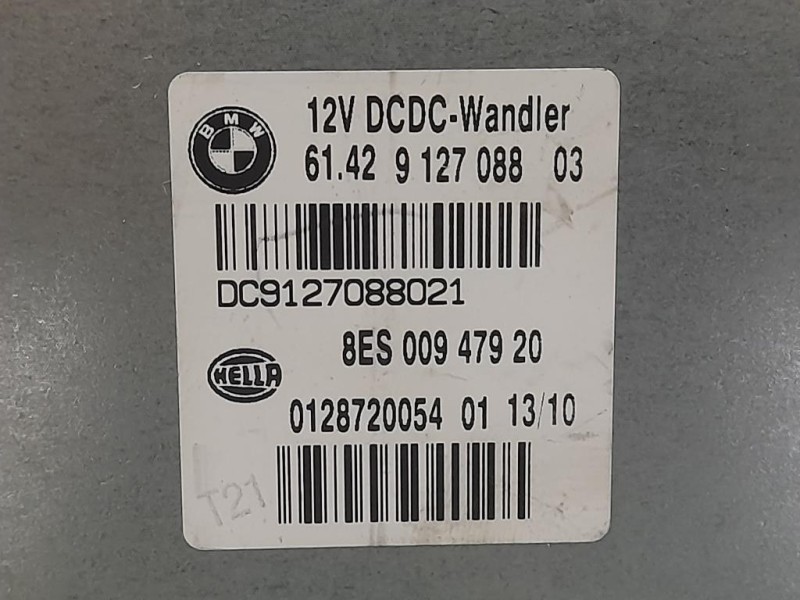 BMW
12V DCDC-Wandler
61.42 9 127 088 03
DC9127088021
8ES 009 479 20
HELLA
0128720054 01 13/10
T21